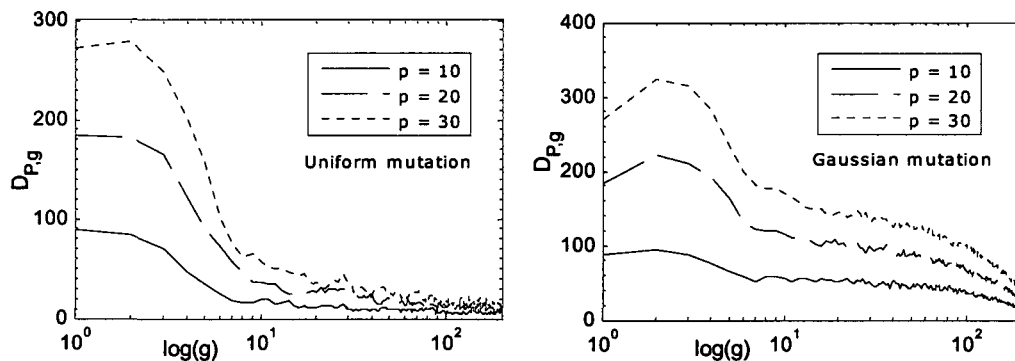 300
200
100
0
D_P,g
p = 10
p = 20
p = 30
Uniform mutation
10^0
10^1
10^2
log(g)
400
300
200
100
0
D_P,g
p = 10
p = 20
p = 30
Gaussian mutation
10^0
10^1
10^2
log(g)